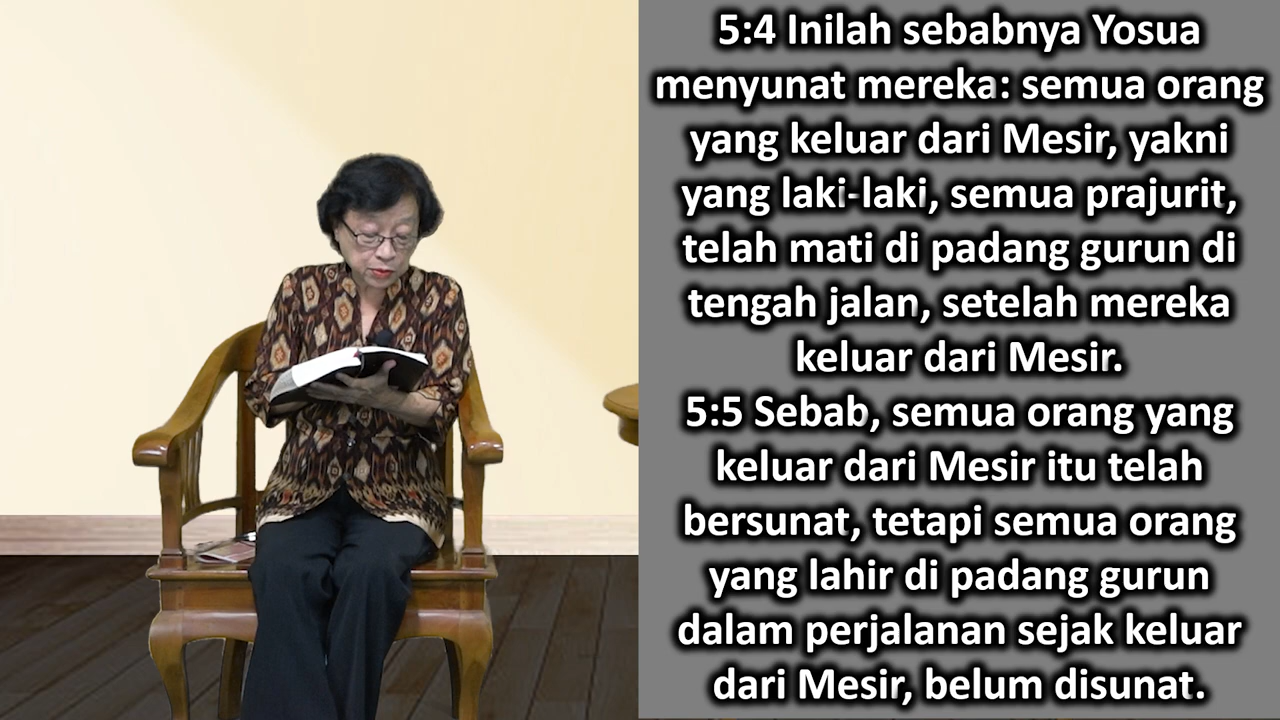 5:4 Inilah sebabnya Yosua
menyunat mereka: semua orang
yang keluar dari Mesir, yakni
yang laki-laki, semua prajurit,
telah mati di padang gurun di
tengah jalan, setelah mereka
keluar dari Mesir.
5:5 Sebab, semua orang yang
keluar dari Mesir itu telah
bersunat, tetapi semua orang
yang lahir di padang gurun
dalam perjalanan sejak keluar
dari Mesir, belum disunat.